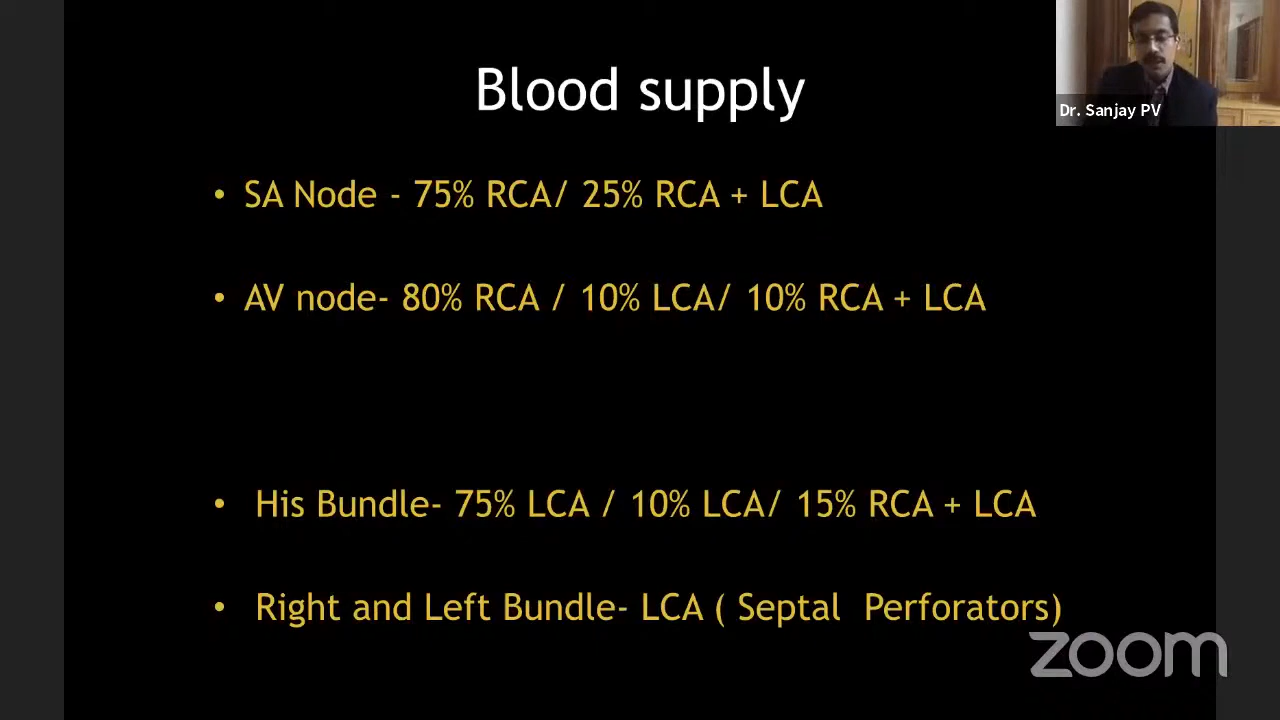 Blood supply
Dr. Sanjay PV
• SA Node - 75% RCA/ 25% RCA + LCA
• AV node- 80% RCA / 10% LCA/ 10% RCA + LCA
• His Bundle- 75% LCA / 10% LCA/ 15% RCA + LCA
• Right and Left Bundle- LCA ( Septal Perforators)
zoom